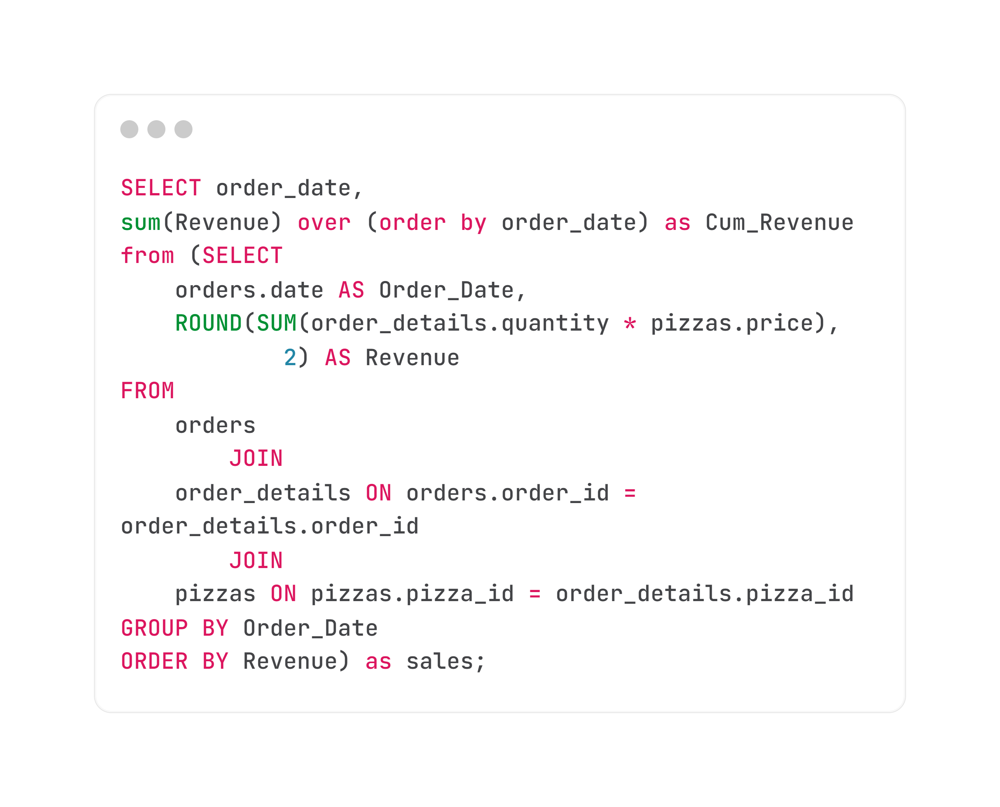 SELECT order_date,
sum(Revenue) over (order by order_date) as Cum_Revenue
from (SELECT
    orders.date AS Order_Date,
    ROUND(SUM(order_details.quantity * pizzas.price),
            2) AS Revenue
FROM
    orders
        JOIN
    order_details ON orders.order_id =
order_details.order_id
        JOIN
    pizzas ON pizzas.pizza_id = order_details.pizza_id
GROUP BY Order_Date
ORDER BY Revenue) as sales;